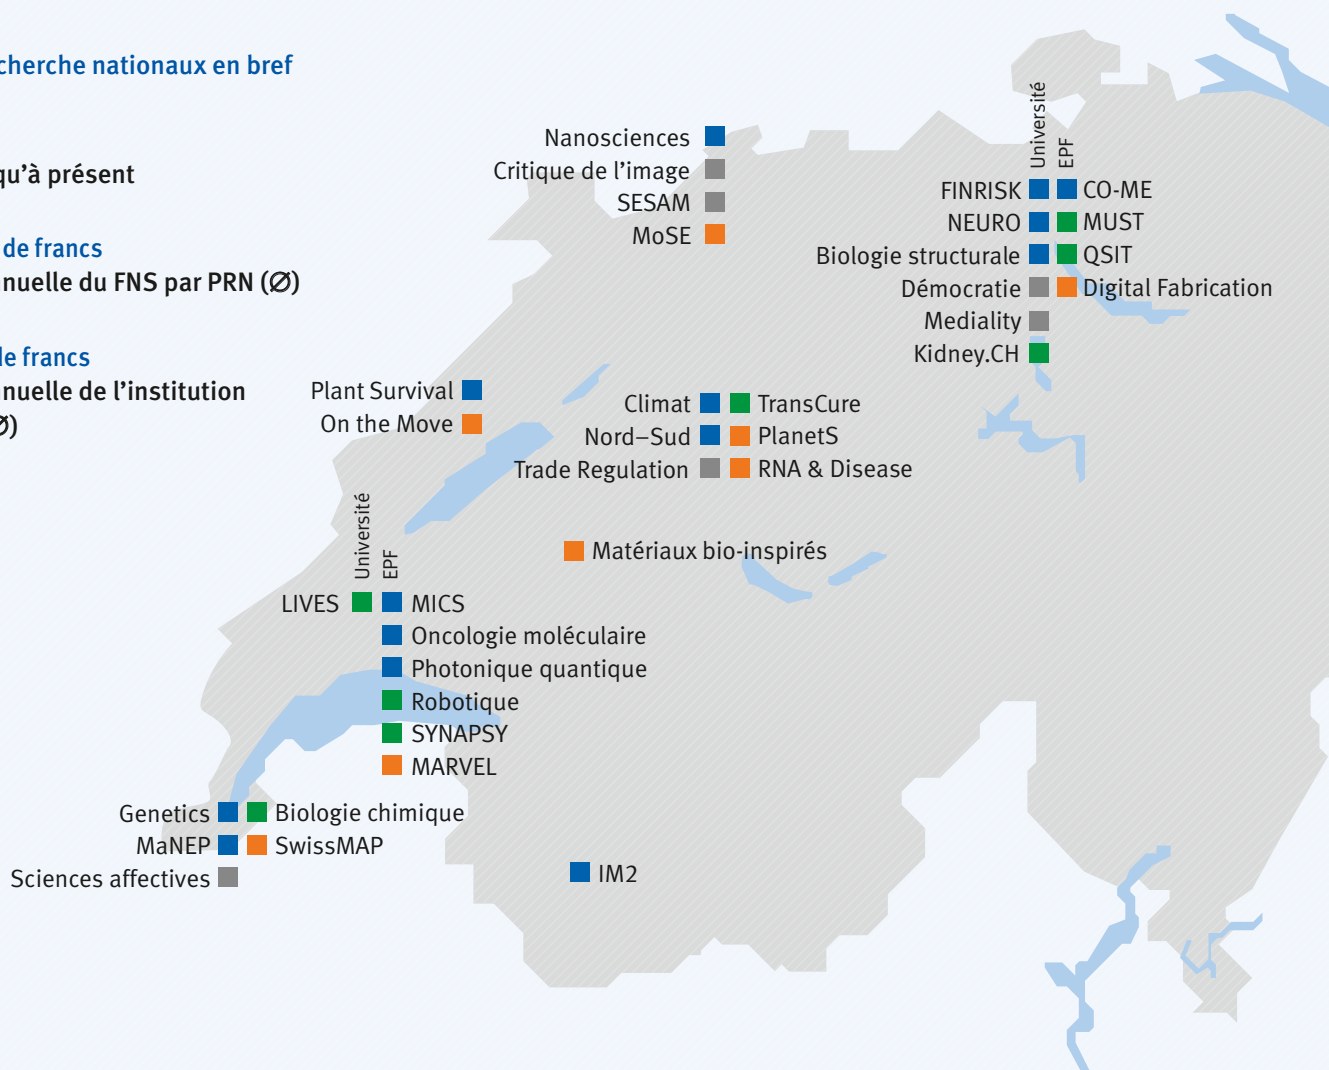 cherche nationaux en bref
qu’à présent
de francs
nuelle du FNS par PRN (∅)
de francs
nuelle de l’institution
∅)
Nanosciences
Critique de l’image
SESAM
MoSE
Université
EPF
FINRISK
CO-ME
NEURO
MUST
Biologie structurale
QSIT
Démocratie
Digital Fabrication
Mediality
Kidney.CH
Plant Survival
On the Move
Climat
TransCure
Nord–Sud
PlanetS
Trade Regulation
RNA & Disease
Matériaux bio-inspirés
Université
EPF
LIVES
MICS
Oncologie moléculaire
Photonique quantique
Robotique
SYNAPSY
MARVEL
Genetics
Biologie chimique
MaNEP
SwissMAP
Sciences affectives
IM2